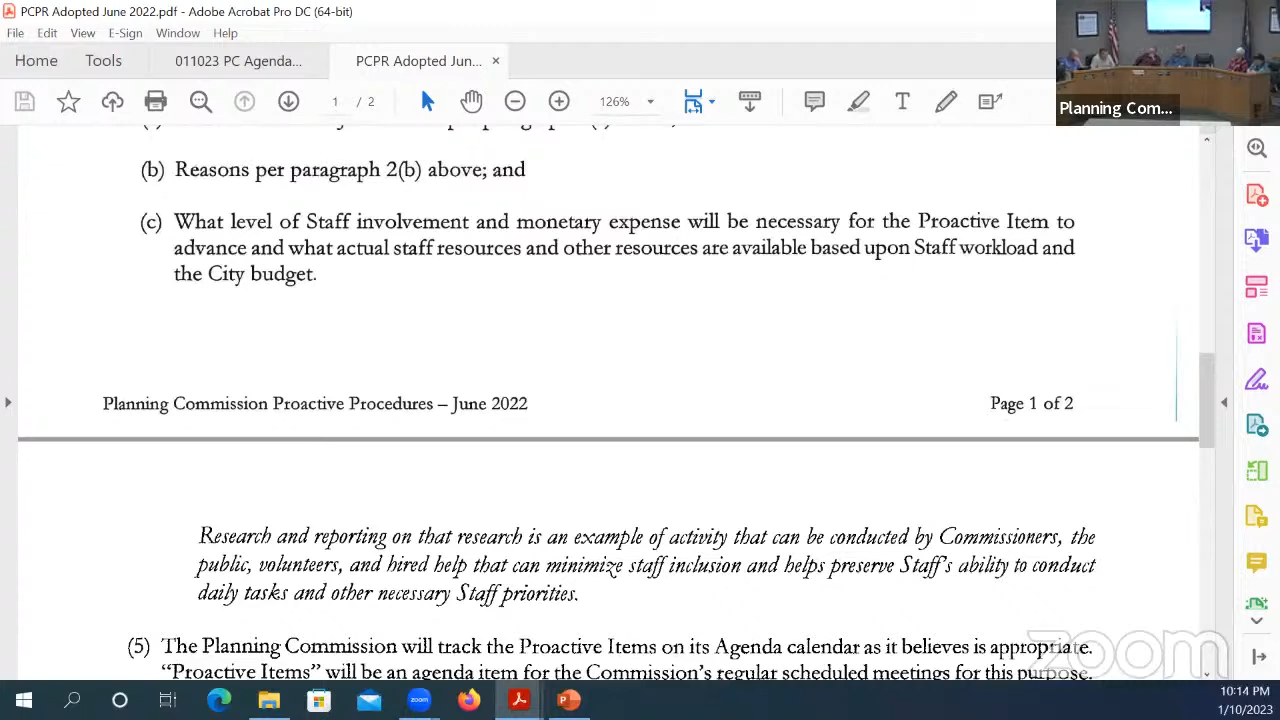 PCPR Adopted June 2022.pdf - Adobe Acrobat Pro DC (64-bit)
File Edit View E-Sign Window Help
Home Tools 011023 PC Agenda... PCPR Adopted Jun... ×
1 / 2 126%
Planning Com...
(b) Reasons per paragraph 2(b) above; and
(c) What level of Staff involvement and monetary expense will be necessary for the Proactive Item to
advance and what actual staff resources and other resources are available based upon Staff workload and
the City budget.
Planning Commission Proactive Procedures – June 2022 Page 1 of 2
Research and reporting on that research is an example of activity that can be conducted by Commissioners, the
public, volunteers, and hired help that can minimize staff inclusion and helps preserve Staff's ability to conduct
daily tasks and other necessary Staff priorities.
(5) The Planning Commission will track the Proactive Items on its Agenda calendar as it believes is appropriate.
"Proactive Items" will be an agenda item for the Commission's regular scheduled meetings for this purpose.
zoom
zoom
10:14 PM
1/10/2023